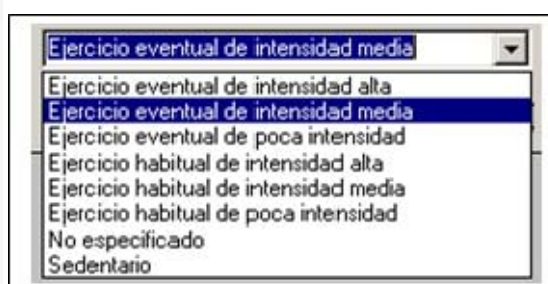 Ejercicio eventual de intensidad media
Ejercicio eventual de intensidad alta
Ejercicio eventual de intensidad media
Ejercicio eventual de poca intensidad
Ejercicio habitual de intensidad alta
Ejercicio habitual de intensidad media
Ejercicio habitual de poca intensidad
No especificado
Sedentario